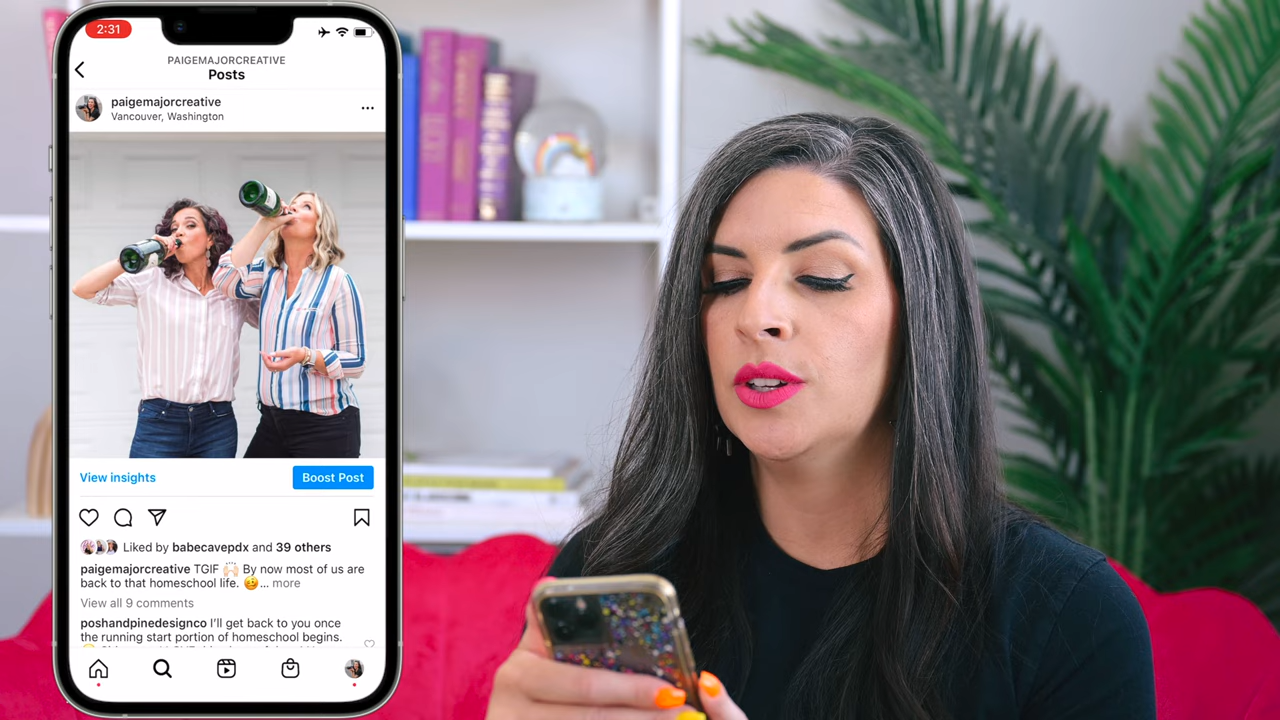 2:31
PAIGEMAJORCREATIVE
Posts
paigemajorcreative
Vancouver, Washington
View insights
Boost Post
Liked by babecavepdx and 39 others
paigemajorcreative TGIF 🙌🏻 By now most of us are
back to that homeschool life. 🥴... more
View all 9 comments
poshandpinedesignco I'll get back to you once
the running start portion of homeschool begins.